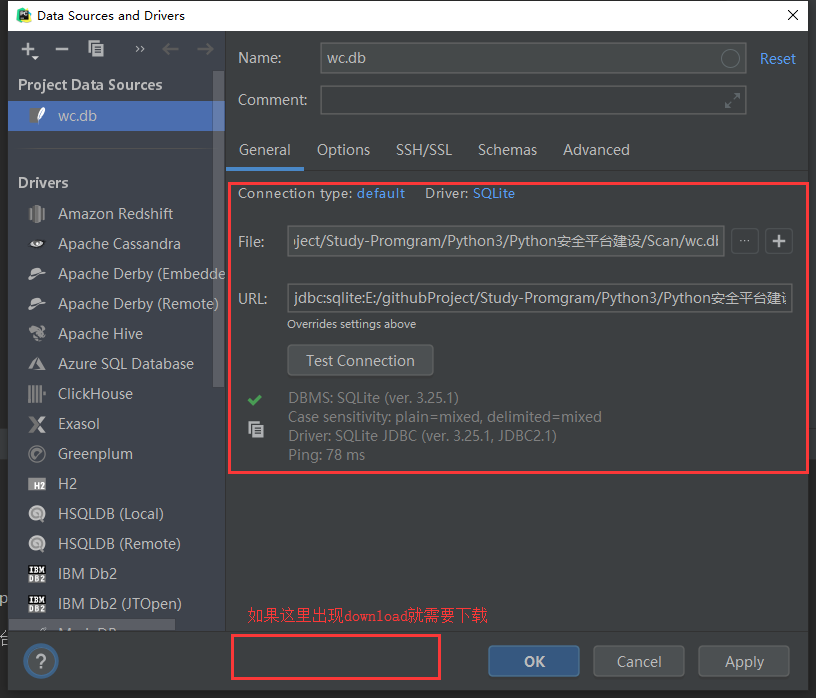 Data Sources and Drivers
Name:
wc.db
Reset
Comment:
Project Data Sources
wc.db
General
Options
SSH/SSL
Schemas
Advanced
Connection type: default
Driver: SQLite
File:
ject/Study-Promgram/Python3/Python安全平台建设/Scan/wc.db
URL:
jdbc:sqlite:E:/githubProject/Study-Promgram/Python3/Python安全平台建设
Overrides settings above
Test Connection
DBMS: SQLite (ver. 3.25.1)
Case sensitivity: plain=mixed, delimited=mixed
Driver: SQLite JDBC (ver. 3.25.1, JDBC2.1)
Ping: 78 ms
Drivers
Amazon Redshift
Apache Cassandra
Apache Derby (Embedde
Apache Derby (Remote)
Apache Hive
Azure SQL Database
ClickHouse
Exasol
Greenplum
H2
H2
HSQLDB (Local)
HSQLDB (Remote)
IBM DB2
IBM Db2
IBM DB2
IBM Db2 (JTOpen)
如果这里出现download就需要下载
?
OK
Cancel
Apply